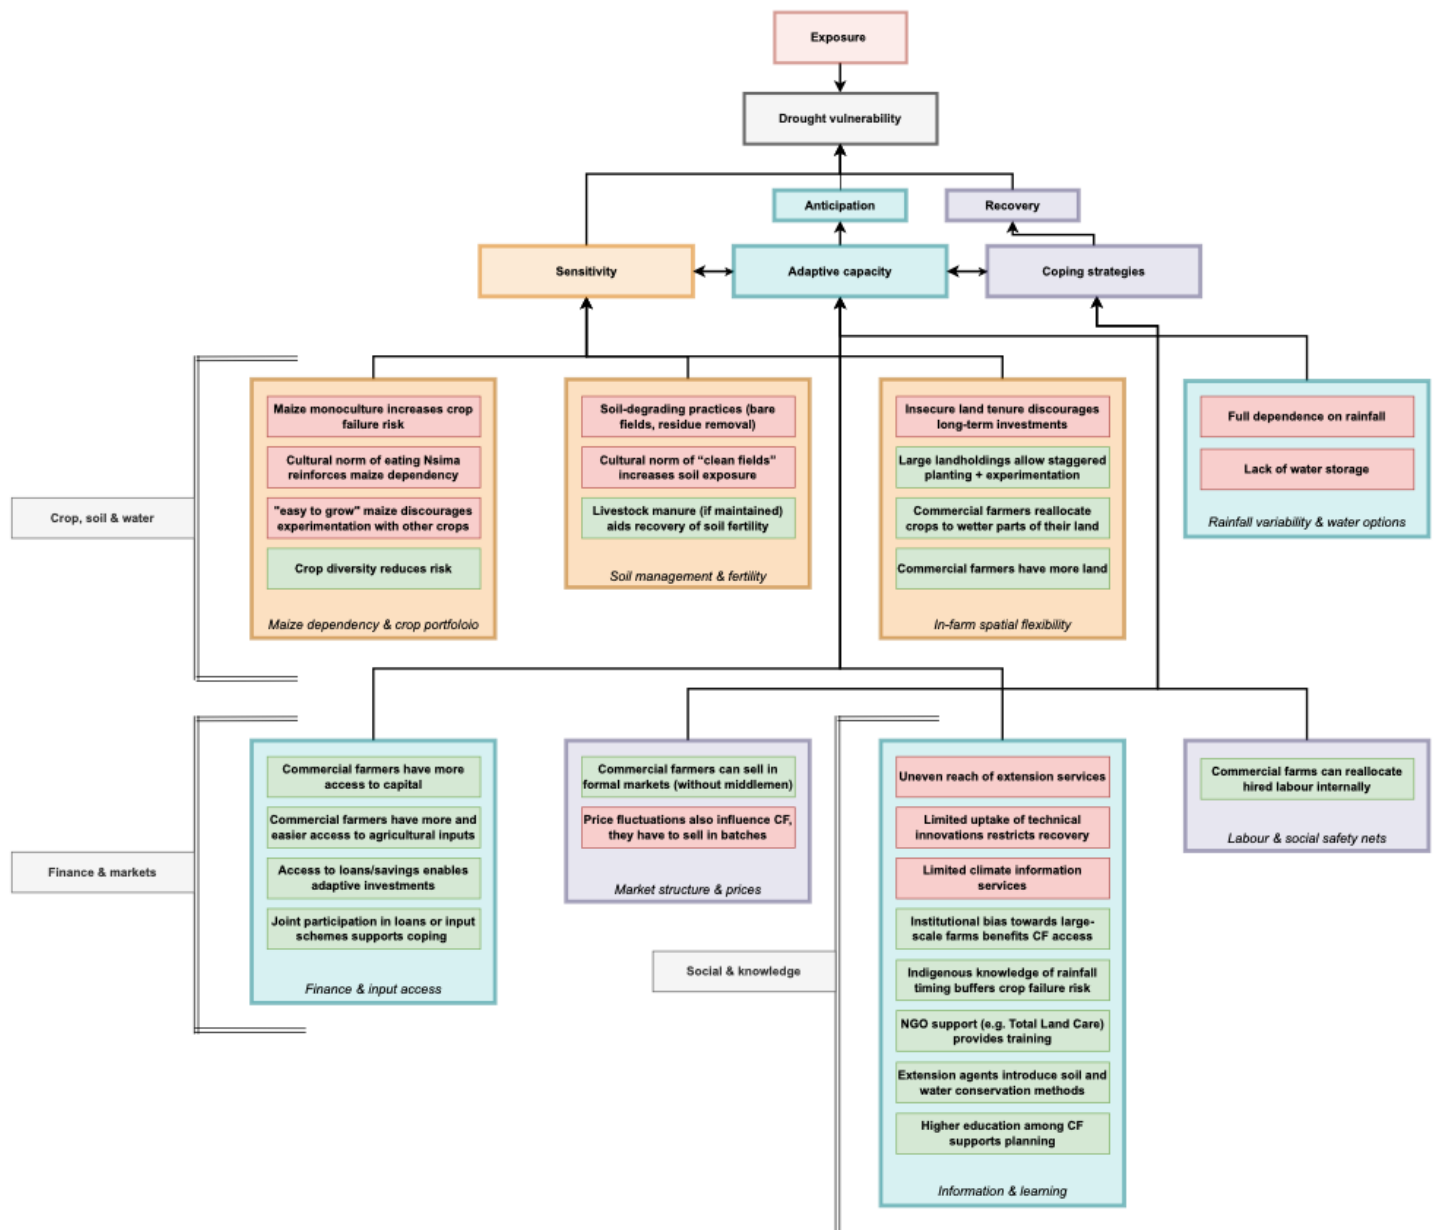 Exposure
Drought vulnerability
Anticipation
Recovery
Sensitivity
Adaptive capacity
Coping strategies
Crop, soil & water
Maize monoculture increases crop
failure risk
Cultural norm of eating Nsima
reinforces maize dependency
"easy to grow" maize discourages
experimentation with other crops
Crop diversity reduces risk
Maize dependency & crop portfoloio
Soil-degrading practices (bare
fields, residue removal)
Cultural norm of “clean fields”
increases soil exposure
Livestock manure (if maintained)
aids recovery of soil fertility
Soil management & fertility
Insecure land tenure discourages
long-term investments
Large landholdings allow staggered
planting + experimentation
Commercial farmers reallocate
crops to wetter parts of their land
Commercial farmers have more land
In-farm spatial flexibility
Full dependence on rainfall
Lack of water storage
Rainfall variability & water options
Finance & markets
Commercial farmers have more
access to capital
Commercial farmers have more and
easier access to agricultural inputs
Access to loans/savings enables
adaptive investments
Joint participation in loans or input
schemes supports coping
Finance & input access
Commercial farmers can sell in
formal markets (without middlemen)
Price fluctuations also influence CF,
they have to sell in batches
Market structure & prices
Social & knowledge
Uneven reach of extension services
Limited uptake of technical
innovations restricts recovery
Limited climate information
services
Institutional bias towards large-
scale farms benefits CF access
Indigenous knowledge of rainfall
timing buffers crop failure risk
NGO support (e.g. Total Land Care)
provides training
Extension agents introduce soil and
water conservation methods
Higher education among CF
supports planning
Information & learning
Commercial farms can reallocate
hired labour internally
Labour & social safety nets